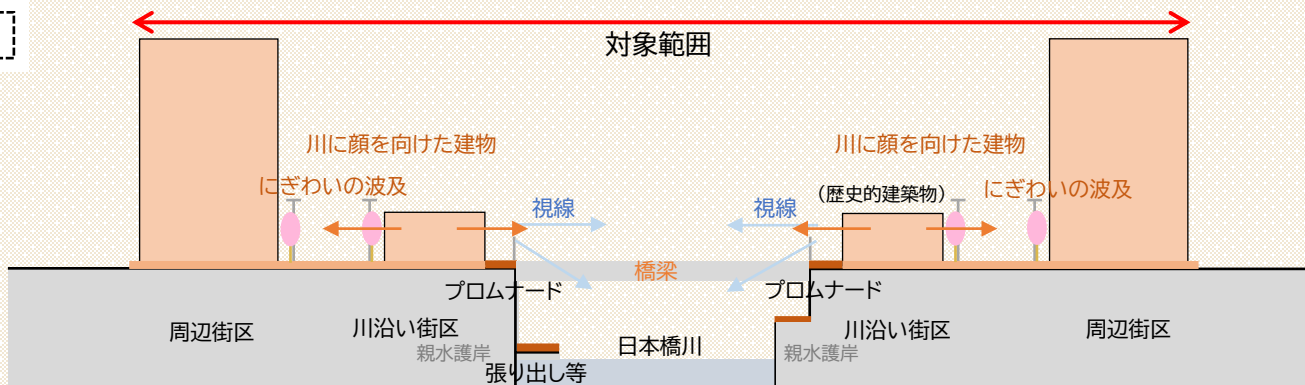 対象範囲
川に顔を向けた建物
川に顔を向けた建物
にぎわいの波及
(歴史的建築物)
にぎわいの波及
視線
視線
橋梁
プロムナード
プロムナード
周辺街区
川沿い街区
日本橋川
川沿い街区
周辺街区
親水護岸
親水護岸
張り出し等